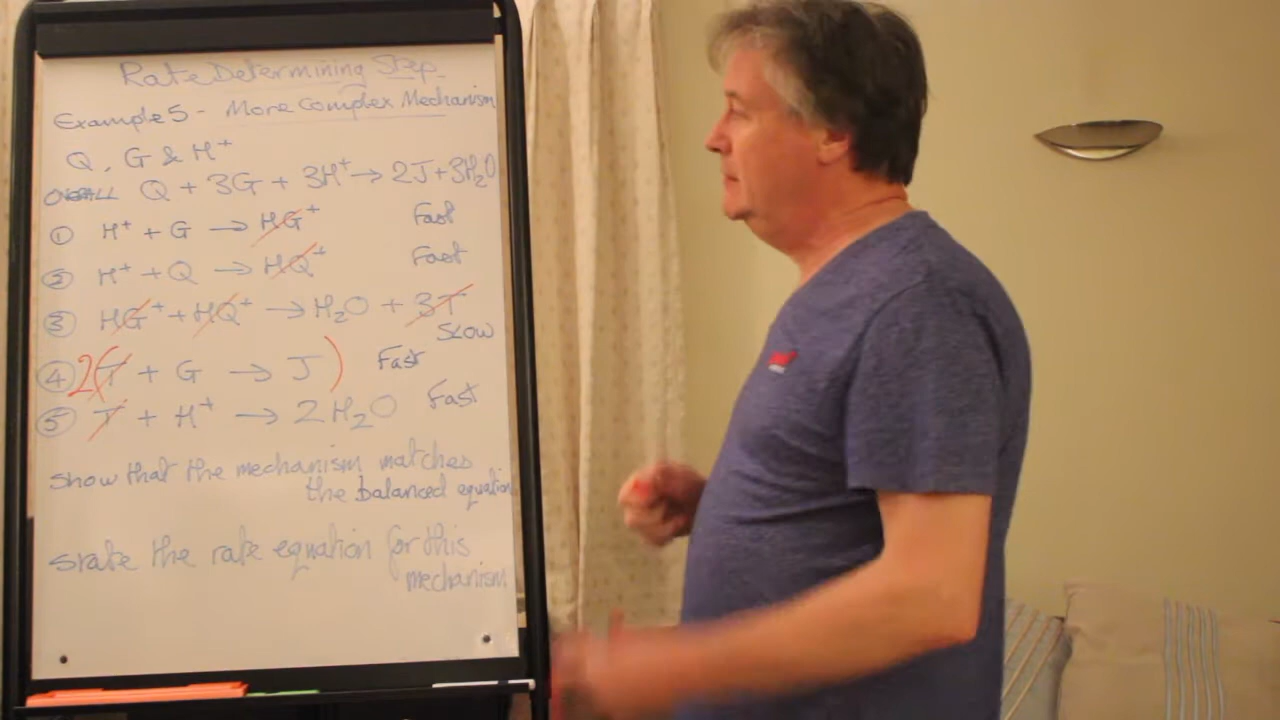 Rate Determining Step
Example 5 - More Complex Mechanism
Q, G & H⁺
OVERALL Q + 3G + 3H⁺ → 2J + 3H₂O
① H⁺ + G → HG⁺ Fast
② H⁺ + Q → HQ⁺ Fast
③ HG⁺ + HQ⁺ → H₂O + 3T
SLOW
④ 2(T + G → J) Fast
⑤ T + H⁺ → 2H₂O Fast
Show that the mechanism matches
the balanced equation
State the rate equation for this
mechanism